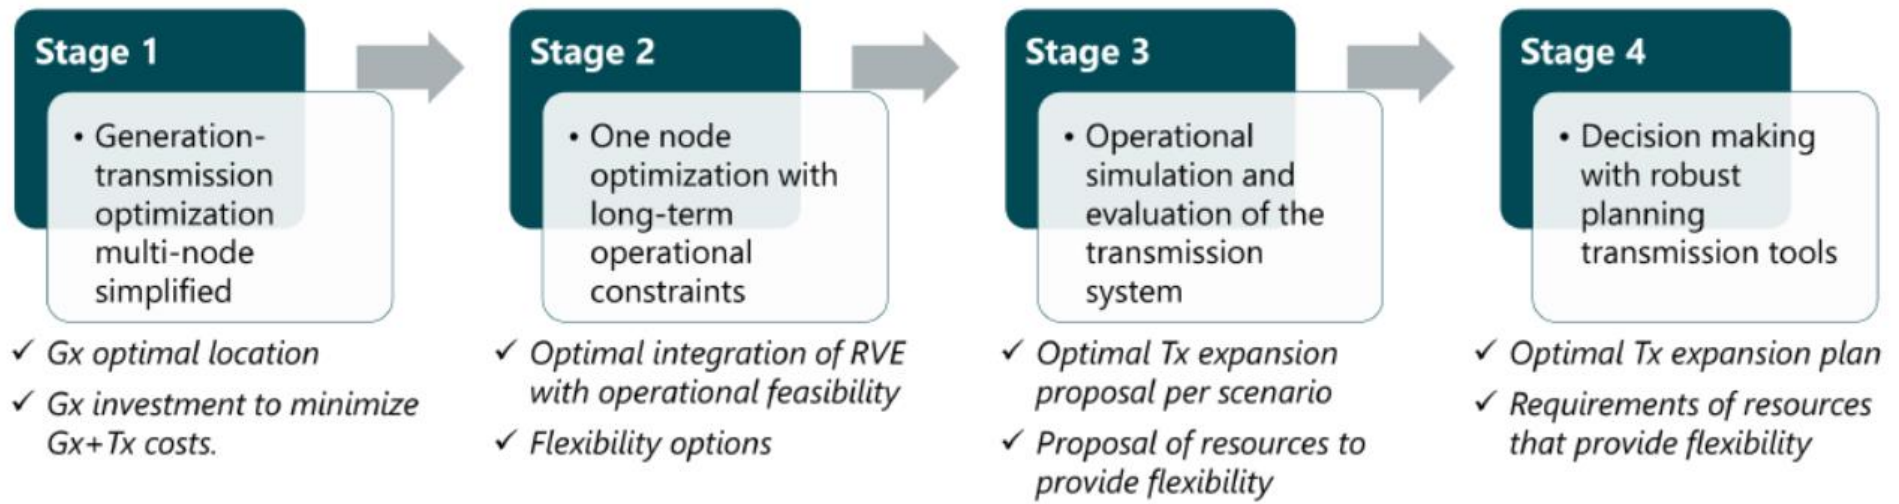 Stage 1
• Generation-
transmission
optimization
multi-node
simplified
✓ Gx optimal location
✓ Gx investment to minimize
Gx+Tx costs.
Stage 2
• One node
optimization with
long-term
operational
constraints
✓ Optimal integration of RVE
with operational feasibility
✓ Flexibility options
Stage 3
• Operational
simulation and
evaluation of the
transmission
system
✓ Optimal Tx expansion
proposal per scenario
✓ Proposal of resources to
provide flexibility
Stage 4
• Decision making
with robust
planning
transmission tools
✓ Optimal Tx expansion plan
✓ Requirements of resources
that provide flexibility